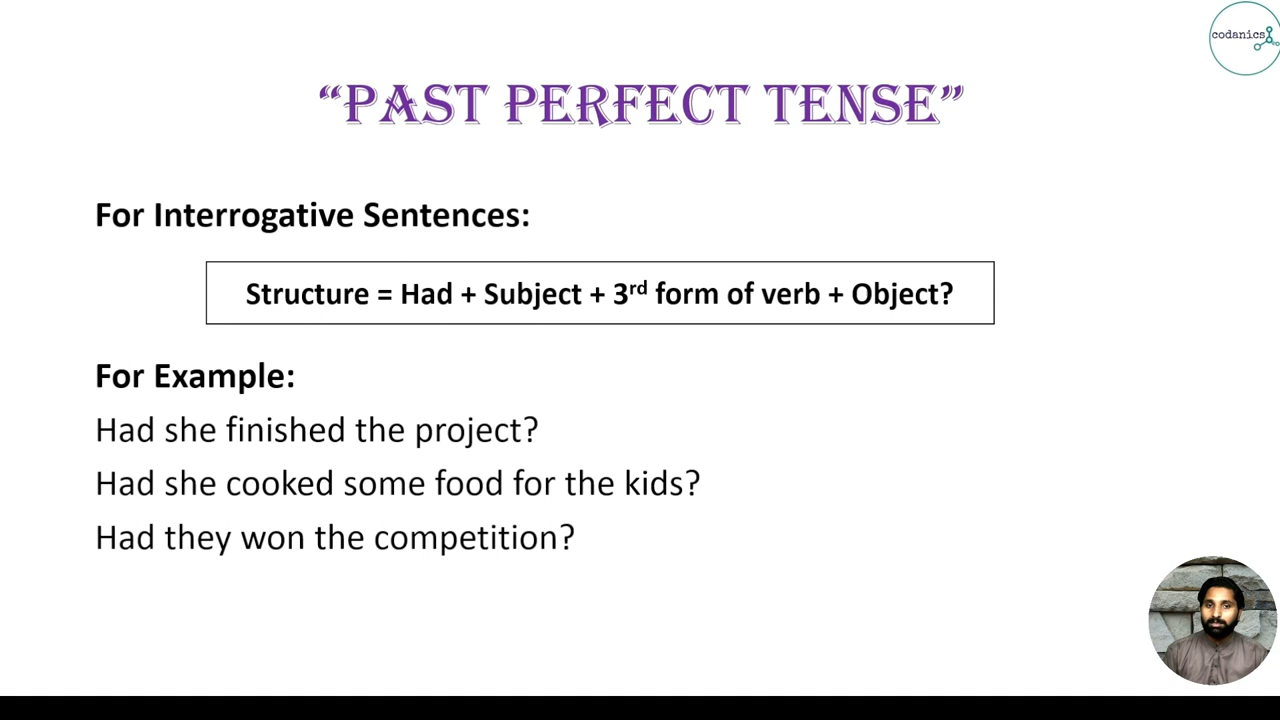 codanics
“PAST PERFECT TENSE”
For Interrogative Sentences:
Structure = Had + Subject + 3rd form of verb + Object?
For Example:
Had she finished the project?
Had she cooked some food for the kids?
Had they won the competition?